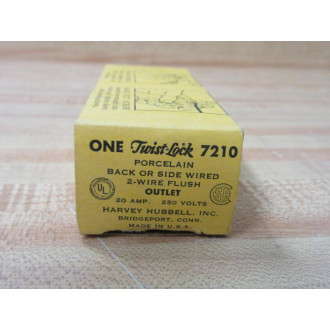 ONE Twist-Lock 7210
PORCELAIN
BACK OR SIDE WIRED
2-WIRE FLUSH
OUTLET
UL
20 AMP. 250 VOLTS
HARVEY HUBBELL, INC.
BRIDGEPORT, CONN.
MADE IN U.S.A.